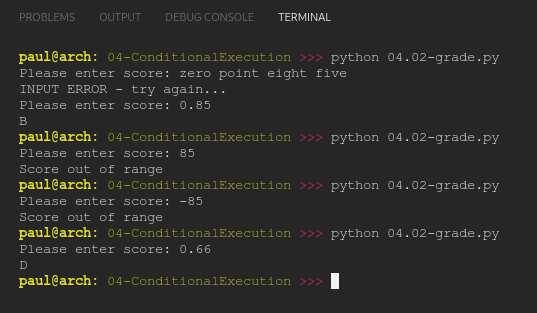 PROBLEMS OUTPUT DEBUG CONSOLE TERMINAL
paul@arch: 04-ConditionalExecution >>> python 04.02-grade.py
Please enter score: zero point eight five
INPUT ERROR - try again...
Please enter score: 0.85
B
paul@arch: 04-ConditionalExecution >>> python 04.02-grade.py
Please enter score: 85
Score out of range
paul@arch: 04-ConditionalExecution >>> python 04.02-grade.py
Please enter score: -85
Score out of range
paul@arch: 04-ConditionalExecution >>> python 04.02-grade.py
Please enter score: 0.66
D
paul@arch: 04-ConditionalExecution >>>